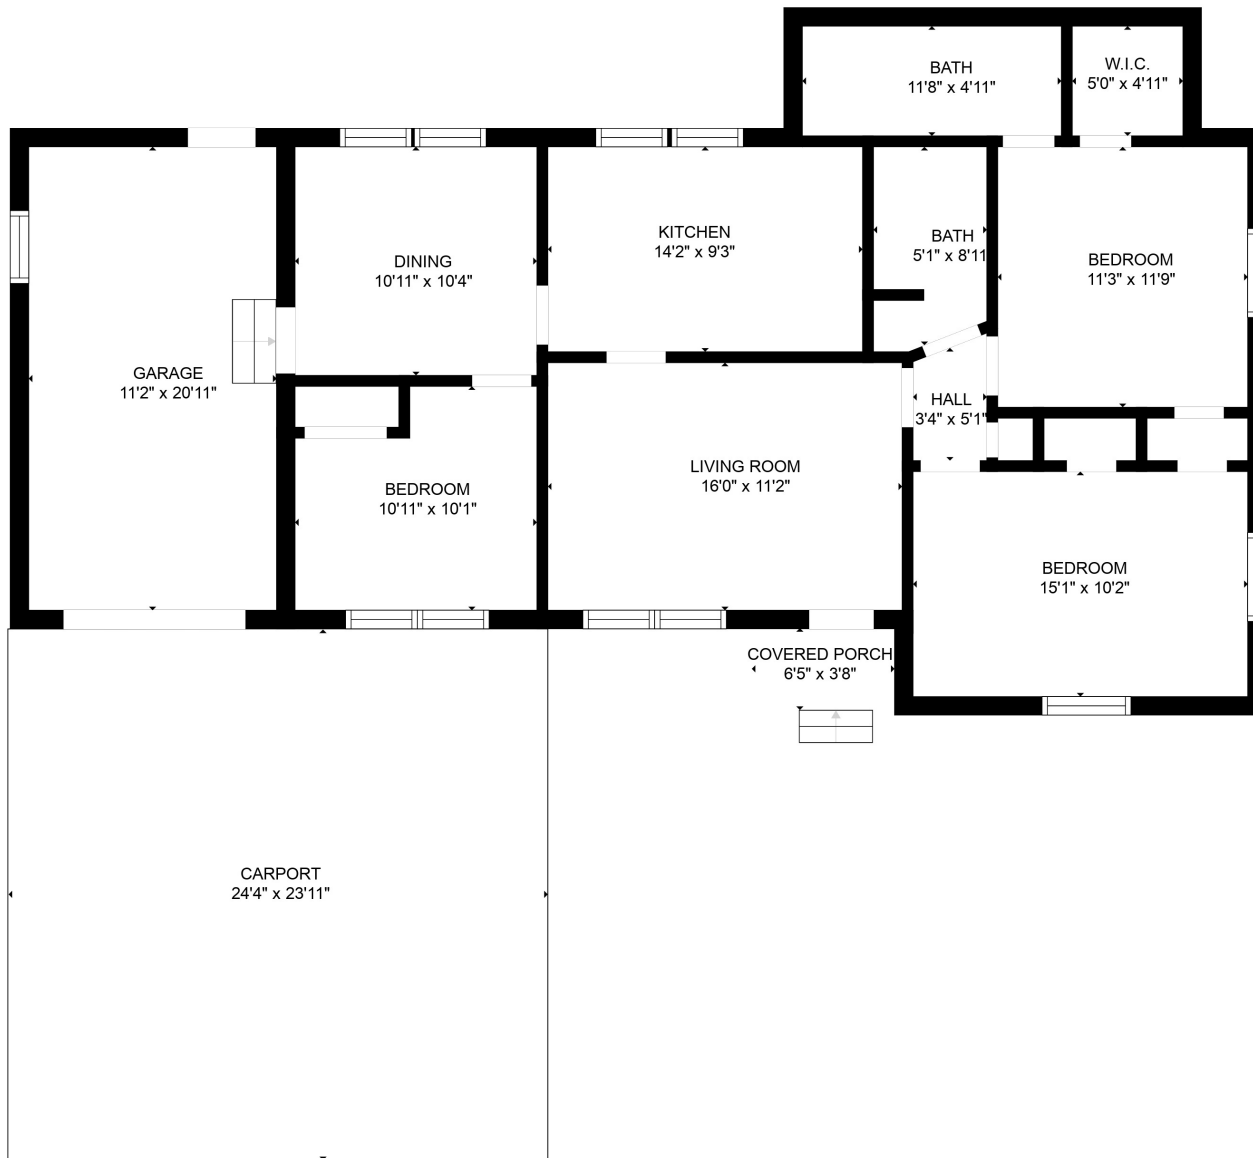 BATH
11'8" x 4'11"
W.I.C.
5'0" x 4'11"
KITCHEN
14'2" x 9'3"
BATH
5'1" x 8'11
DINING
10'11" x 10'4"
BEDROOM
11'3" x 11'9"
GARAGE
11'2" x 20'11"
HALL
3'4" x 5'1"
LIVING ROOM
16'0" x 11'2"
BEDROOM
10'11" x 10'1"
BEDROOM
15'1" x 10'2"
COVERED PORCH
6'5" x 3'8"
CARPORT
24'4" x 23'11"